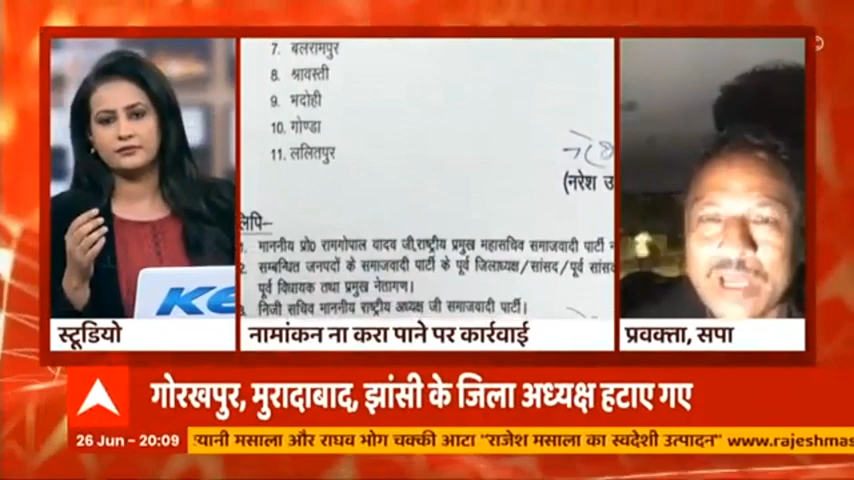 7. बलरामपुर
8. श्रावस्ती
9. भदोही
10. गोण्डा
11. ललितपुर
(नरेश उ
लिपि–
1. माननीय प्रो0 रामगोपाल यादव जी,राष्ट्रीय प्रमुख महासचिव समाजवादी पार्टी
2. सम्बन्धित जनपदों के समाजवादी पार्टी के पूर्व जिलाध्यक्ष/सांसद/पूर्व सांसद
पूर्व विधायक तथा प्रमुख नेतागण।
3. निजी सचिव माननीय राष्ट्रीय अध्यक्ष जी समाजवादी पार्टी।
KE
स्टूडियो
नामांकन ना करा पाने पर कार्रवाई
प्रवक्ता, सपा
गोरखपुर, मुरादाबाद, झांसी के जिला अध्यक्ष हटाए गए
26 Jun – 20:09
मसाला और राघव भोग चक्की आटा "राजेश मसाला का स्वदेशी उत्पादन" www.rajeshmas